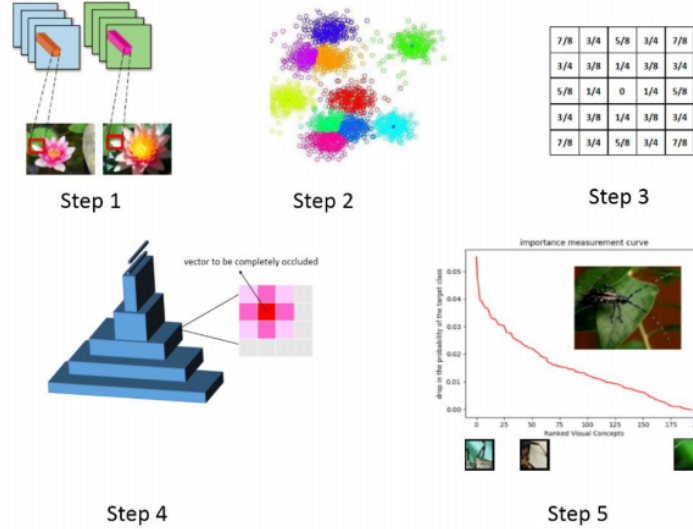 7/8 3/4 5/8 3/4 7/8
3/4 3/8 1/4 3/8 3/4
5/8 1/4 0 1/4 5/8
3/4 3/8 1/4 3/8 3/4
7/8 3/4 5/8 3/4 7/8
Step 1
Step 2
Step 3
vector to be completely occluded
Step 4
importance measurement curve
drop in the probability of the target class
0.05
0.04
0.03
0.02
0.01
0.00
0 25 50 75 100 125 150 175
Ranked Visual Concepts
Step 5